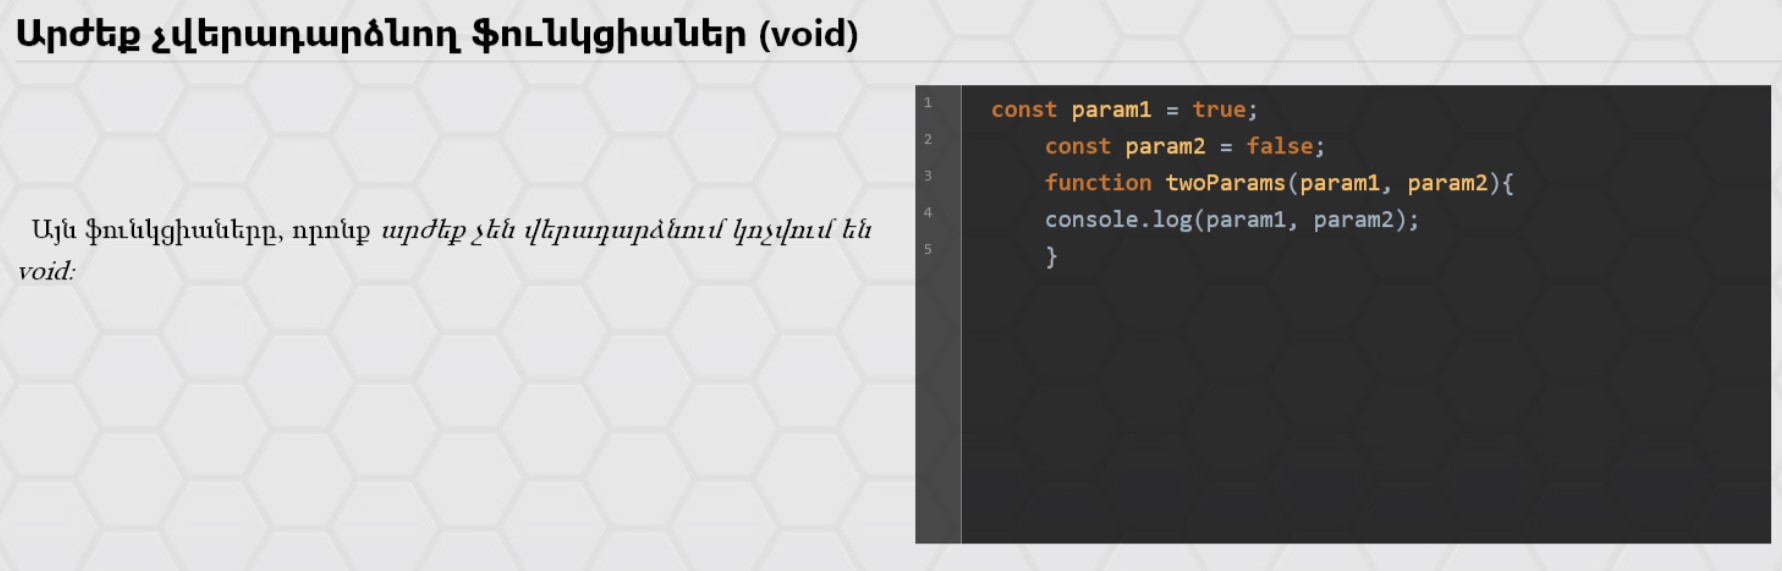 Արժեք չվերադարձնող ֆունկցիաներ (void)
Այն ֆունկցիաները, որոնք արժեք չեն վերադարձնում կոչվում են
void:
1 const param1 = true;
2 const param2 = false;
3 function twoParams(param1, param2){
4 console.log(param1, param2);
5 }